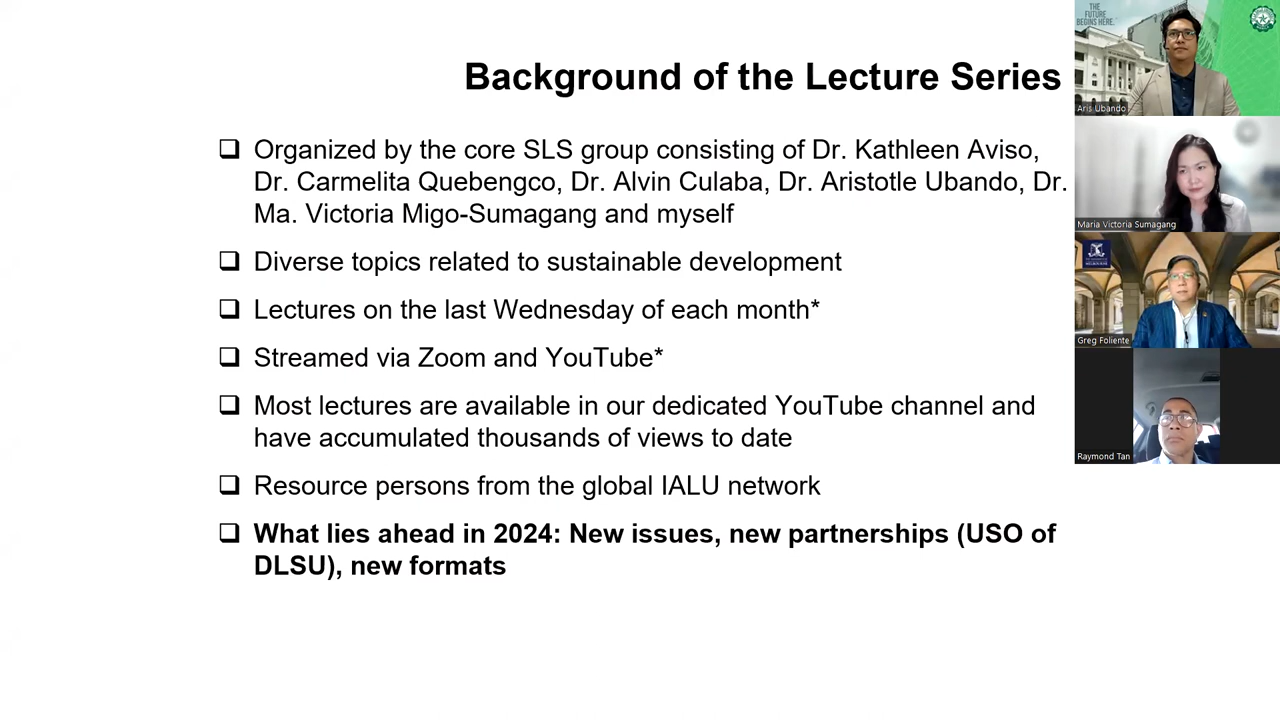 Background of the Lecture Series
❑ Organized by the core SLS group consisting of Dr. Kathleen Aviso,
Dr. Carmelita Quebengco, Dr. Alvin Culaba, Dr. Aristotle Ubando, Dr.
Ma. Victoria Migo-Sumagang and myself
❑ Diverse topics related to sustainable development
❑ Lectures on the last Wednesday of each month*
❑ Streamed via Zoom and YouTube*
❑ Most lectures are available in our dedicated YouTube channel and
have accumulated thousands of views to date
❑ Resource persons from the global IALU network
❑ What lies ahead in 2024: New issues, new partnerships (USO of
DLSU), new formats
THE
FUTURE
BEGINS HERE.
Aris Ubando
Maria Victoria Sumagang
MELBOURNE
Greg Foliente
Raymond Tan